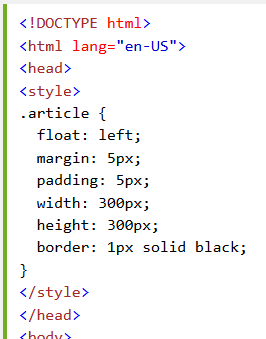 <!DOCTYPE html>
<html lang="en-US">
<head>
<style>
.article {
  float: left;
  margin: 5px;
  padding: 5px;
  width: 300px;
  height: 300px;
  border: 1px solid black;
}
</style>
</head>
<body>